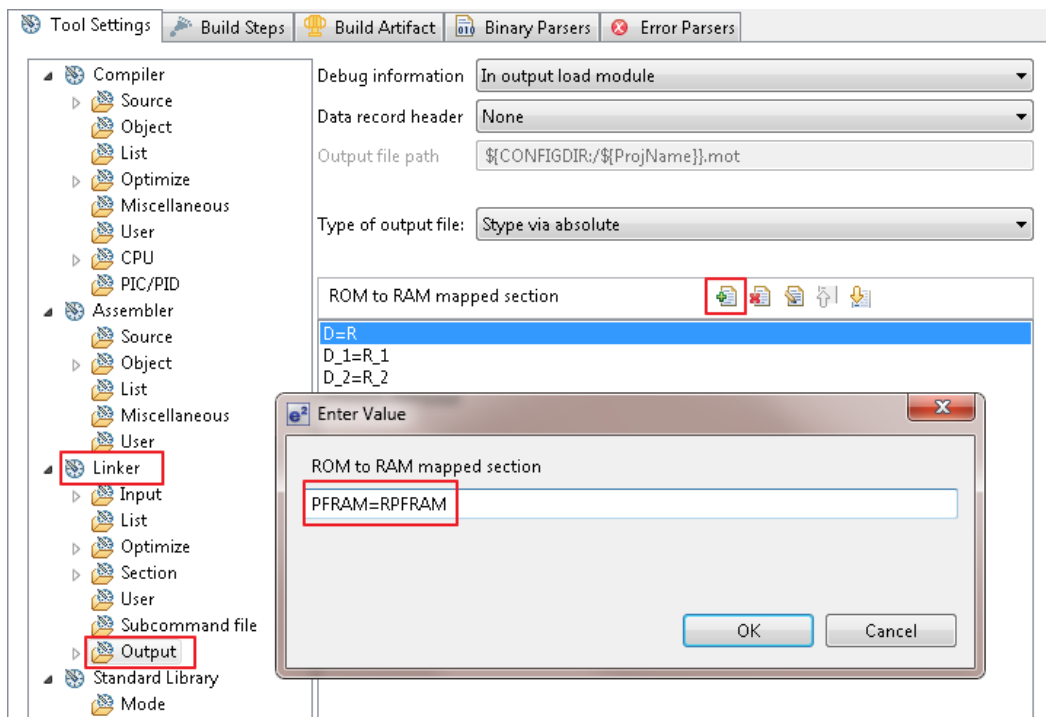 Tool Settings
Build Steps
Build Artifact
Binary Parsers
Error Parsers
Compiler
Source
Object
List
Optimize
Miscellaneous
User
CPU
PIC/PID
Assembler
Source
Object
List
Miscellaneous
User
Linker
Input
List
Optimize
Section
User
Subcommand file
Output
Standard Library
Mode
Debug information
In output load module
Data record header
None
Output file path
${CONFIGDIR:/${ProjName}}.mot
Type of output file:
Stype via absolute
ROM to RAM mapped section
D=R
D_1=R_1
D_2=R_2
e² Enter Value
ROM to RAM mapped section
PFRAM=RPFRAM
OK
Cancel